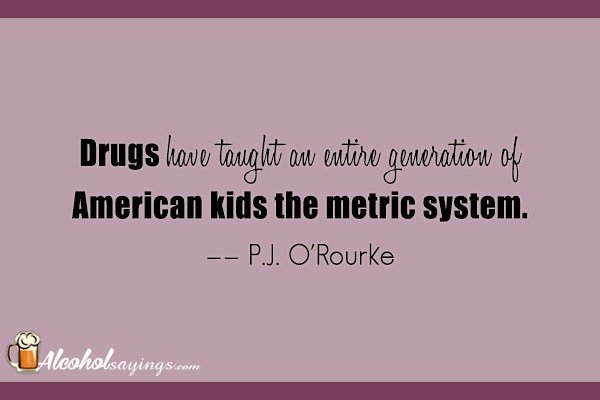 Drugs have taught an entire generation of
American kids the metric system.
–– P.J. O'Rourke
Alcoholsayings.com